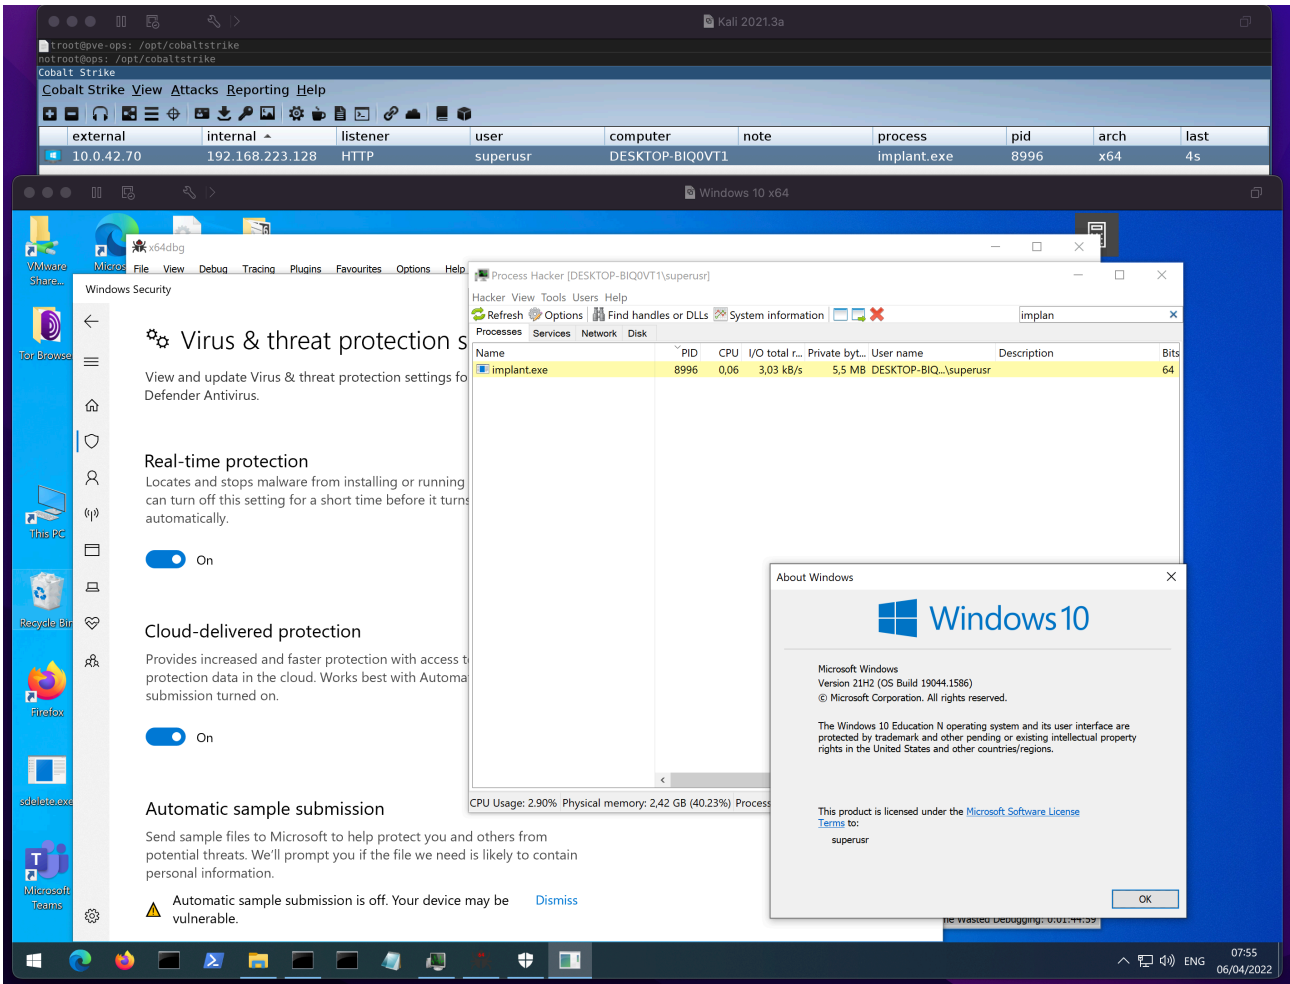 Kali 2021.3a
troot@pve-ops: /opt/cobaltstrike
notroot@ops: /opt/cobaltstrike
Cobalt Strike
Cobalt Strike View Attacks Reporting Help
external internal listener user computer note process pid arch last
10.0.42.70 192.168.223.128 HTTP superusr DESKTOP-BIQ0VT1 implant.exe 8996 x64 4s
Windows 10 x64
VMware
Share...
Micros
Tor Browse
This PC
Recycle Bin
Firefox
sdelete.exe
Microsoft
Teams
x64dbg
File View Debug Tracing Plugins Favourites Options Help
Windows Security
Virus & threat protection s
View and update Virus & threat protection settings fo
Defender Antivirus.
Real-time protection
Locates and stops malware from installing or running
can turn off this setting for a short time before it turns
automatically.
On
Cloud-delivered protection
Provides increased and faster protection with access t
protection data in the cloud. Works best with Automa
submission turned on.
On
Automatic sample submission
Send sample files to Microsoft to help protect you and others from
potential threats. We'll prompt you if the file we need is likely to contain
personal information.
Automatic sample submission is off. Your device may be
vulnerable.
Dismiss
Process Hacker [DESKTOP-BIQ0VT1\superusr]
Hacker View Tools Users Help
Refresh Options Find handles or DLLs System information implan
Processes Services Network Disk
Name PID CPU I/O total r... Private byt... User name Description Bits
implant.exe 8996 0,06 3,03 kB/s 5,5 MB DESKTOP-BIQ...\superusr 64
CPU Usage: 2.90% Physical memory: 2,42 GB (40.23%) Process
About Windows
Windows 10
Microsoft Windows
Version 21H2 (OS Build 19044.1586)
© Microsoft Corporation. All rights reserved.
The Windows 10 Education N operating system and its user interface are
protected by trademark and other pending or existing intellectual property
rights in the United States and other countries/regions.
This product is licensed under the Microsoft Software License
Terms to:
superusr
OK
me Wasted Debugging: 0:01:44:59
ENG
07:55
06/04/2022